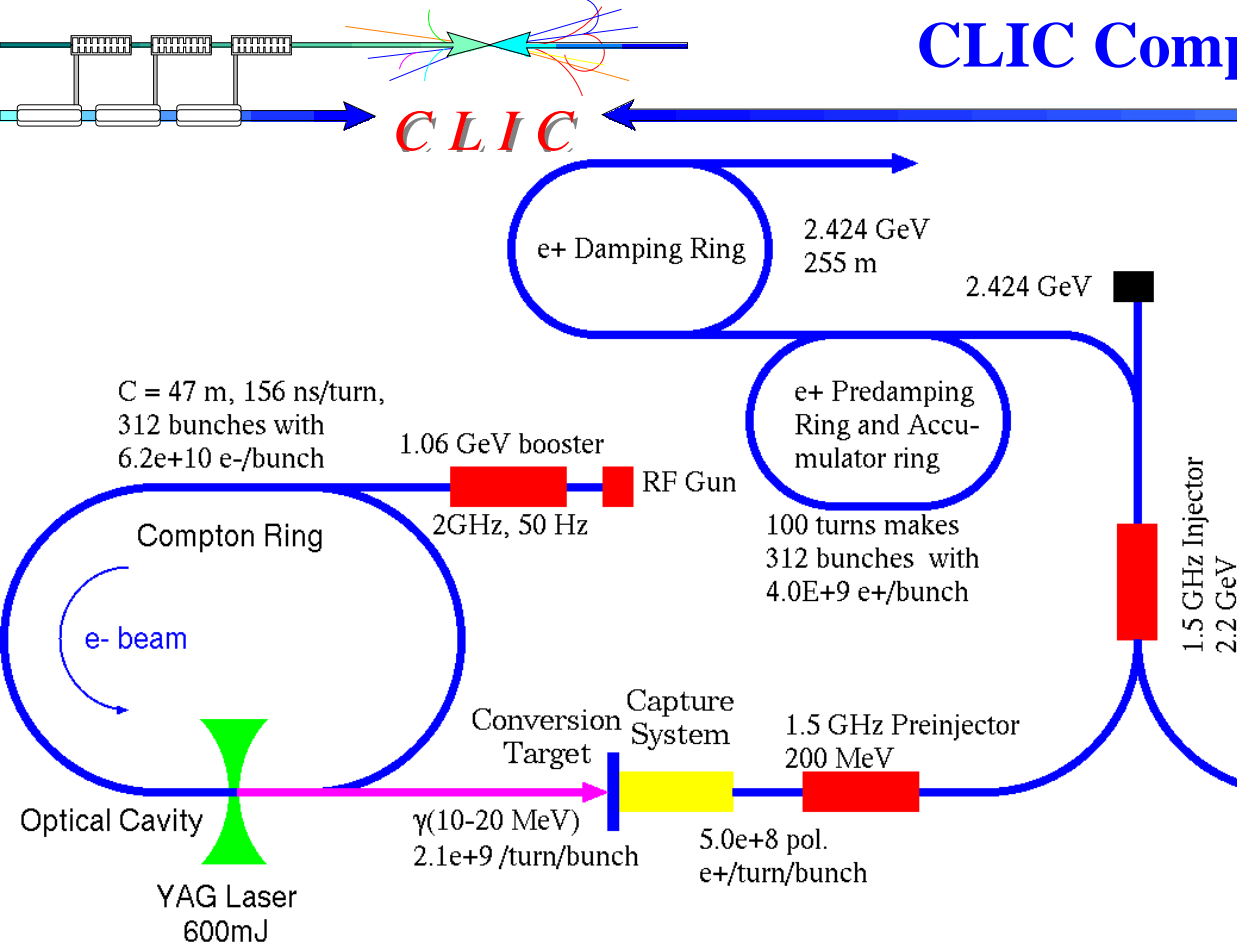 CLIC Comp
C L I C
e+ Damping Ring
2.424 GeV
255 m
2.424 GeV
C = 47 m, 156 ns/turn,
312 bunches with
6.2e+10 e-/bunch
1.06 GeV booster
RF Gun
2GHz, 50 Hz
e+ Predamping
Ring and Accu-
mulator ring
100 turns makes
312 bunches with
4.0E+9 e+/bunch
1.5 GHz Injector
2.2 GeV
Compton Ring
e- beam
Conversion
Target
Capture
System
1.5 GHz Preinjector
200 MeV
Optical Cavity
γ(10-20 MeV)
2.1e+9 /turn/bunch
5.0e+8 pol.
e+/turn/bunch
YAG Laser
600mJ